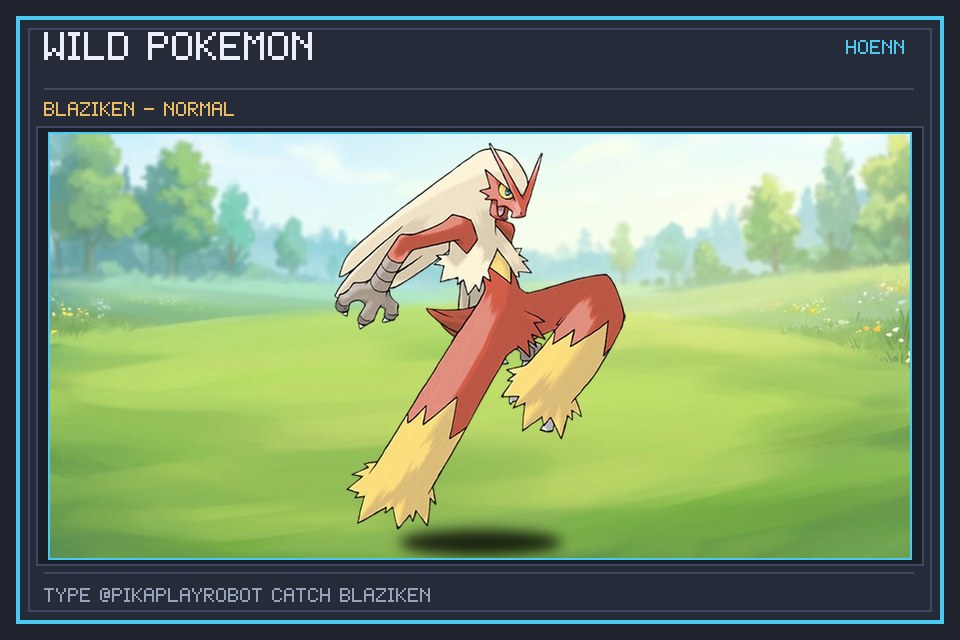 WILD POKEMON
HOENN
BLAZIKEN - NORMAL
TYPE @PIKAPLAYROBOT CATCH BLAZIKEN